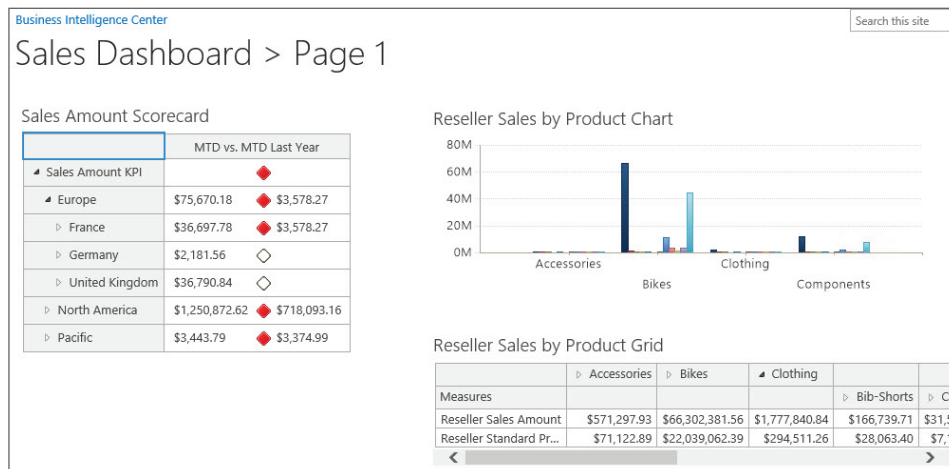 Business Intelligence Center
Search this site
Sales Dashboard > Page 1
Sales Amount Scorecard
MTD vs. MTD Last Year
Sales Amount KPI
Europe $75,670.18 $3,578.27
France $36,697.78 $3,578.27
Germany $2,181.56
United Kingdom $36,790.84
North America $1,250,872.62 $718,093.16
Pacific $3,443.79 $3,374.99
Reseller Sales by Product Chart
80M
60M
40M
20M
0M
Accessories Clothing
Bikes Components
Reseller Sales by Product Grid
Accessories Bikes Clothing
Measures Bib-Shorts
Reseller Sales Amount $571,297.93 $66,302,381.56 $1,777,840.84 $166,739.71
Reseller Standard Pr... $71,122.89 $22,039,062.39 $294,511.26 $28,063.40